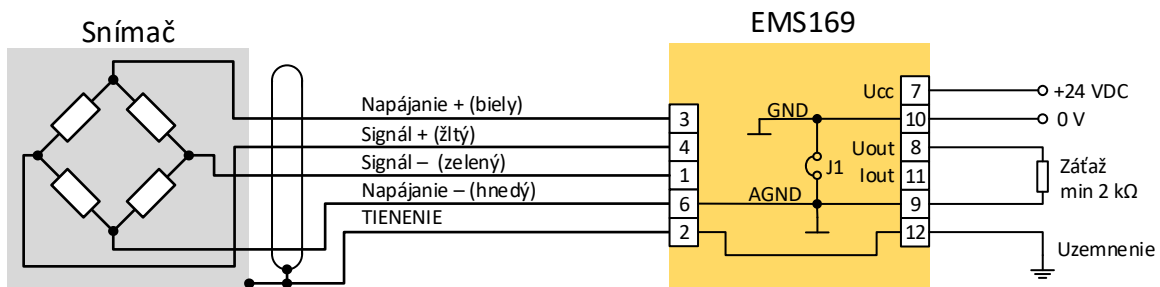 Snímač
EMS169
Napájanie + (biely)
Signál + (žltý)
Signál – (zelený)
Napájanie – (hnedý)
TIENENIE
3
4
1
6
2
GND
J1
AGND
Ucc
Uout
Iout
7
10
8
11
9
12
+24 VDC
0 V
Záťaž
min 2 kΩ
Uzemnenie